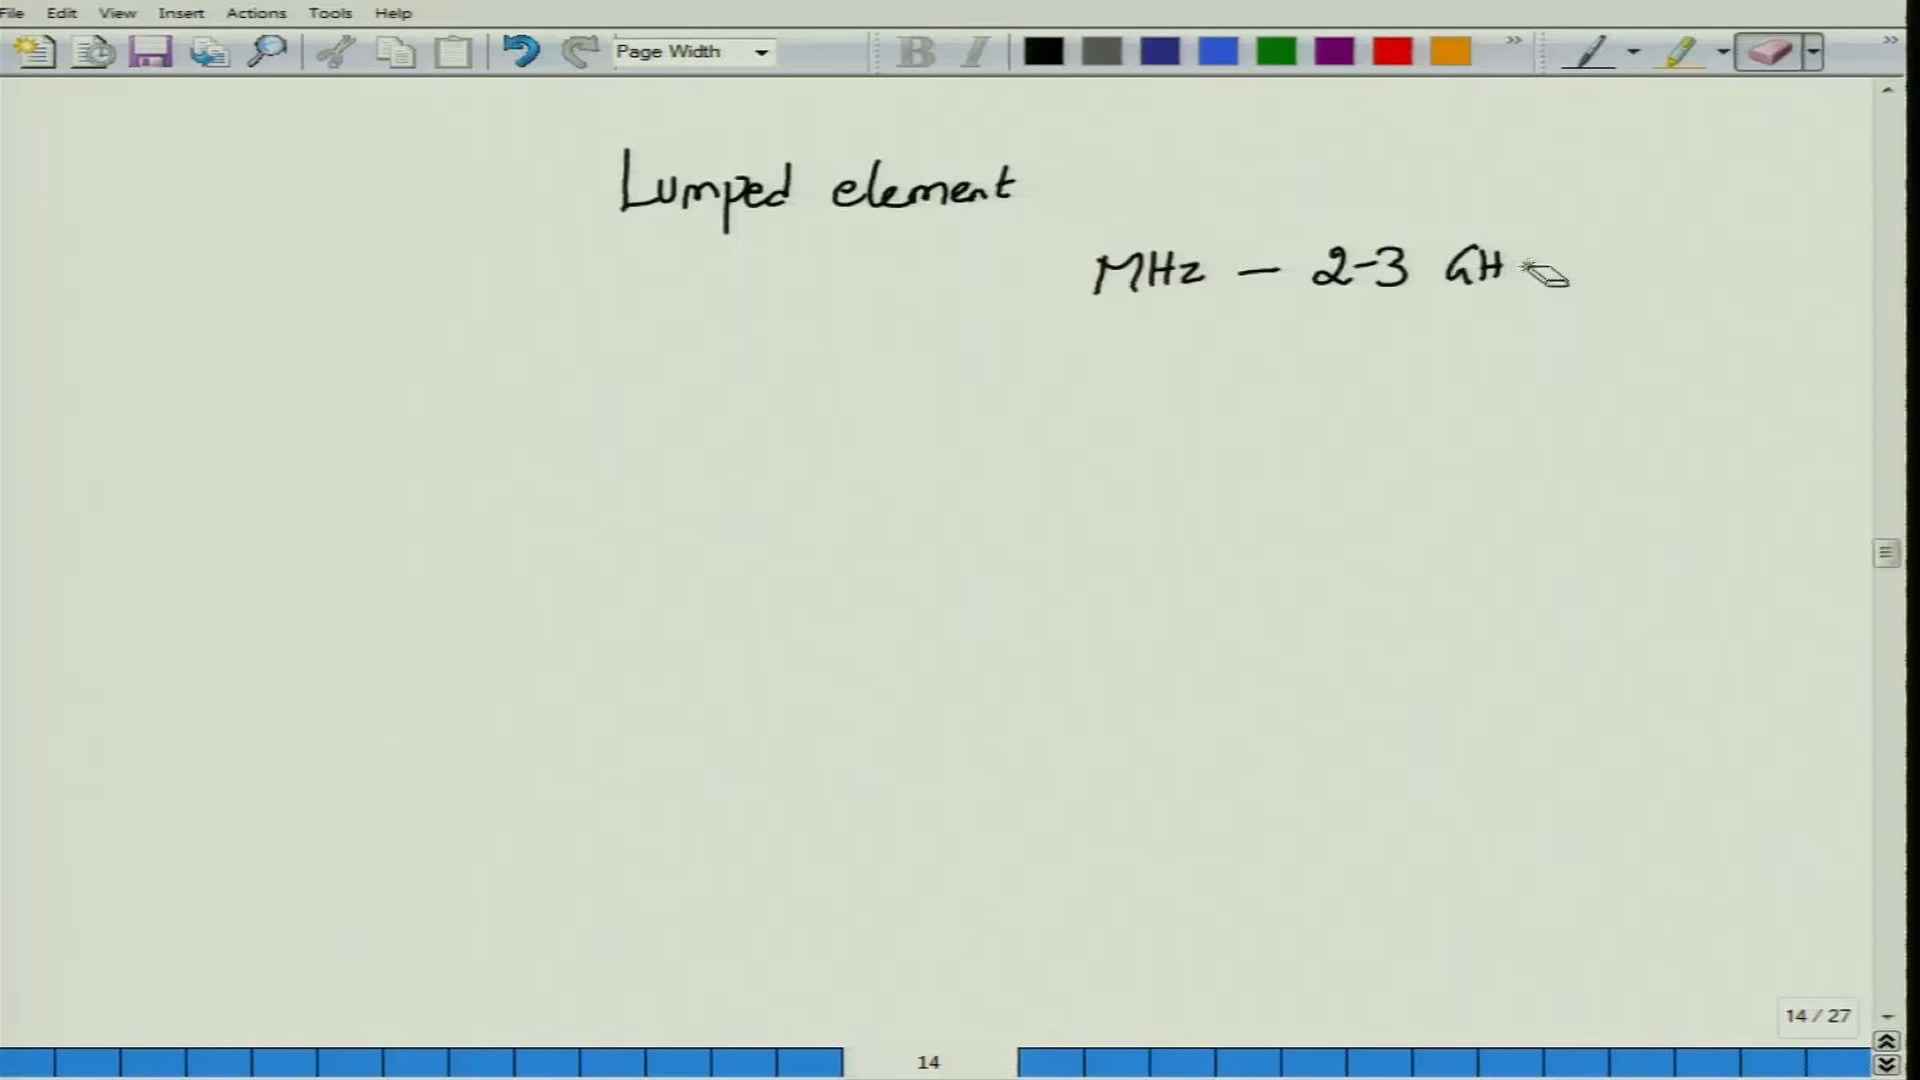 File Edit View Insert Actions Tools Help
Page Width
Lumped element
MHz – 2-3 GH
14 / 27
14